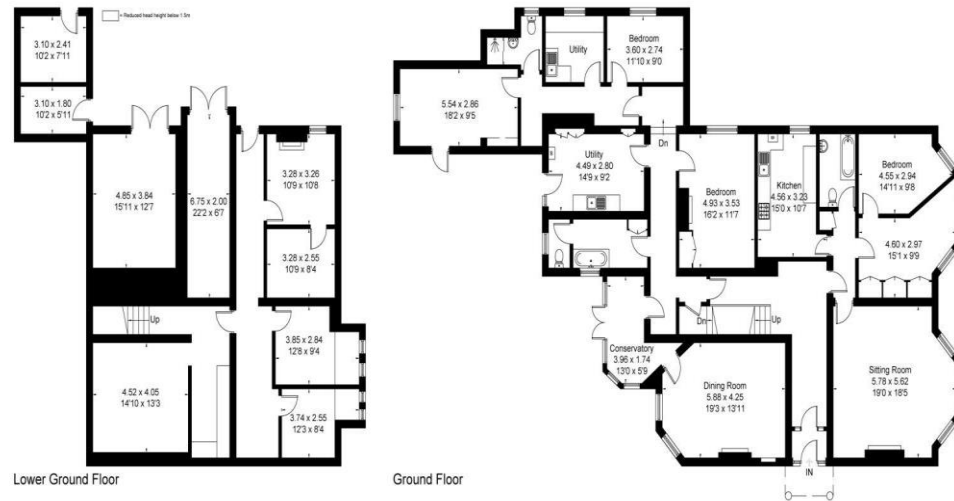 = Reduced head height below 1.5m
3.10 x 2.41
10'2 x 7'11
3.10 x 1.80
10'2 x 5'11
4.85 x 3.84
15'11 x 12'7
6.75 x 2.00
22'2 x 6'7
3.28 x 3.26
10'9 x 10'8
3.28 x 2.55
10'9 x 8'4
Up
3.85 x 2.84
12'8 x 9'4
4.52 x 4.05
14'10 x 13'3
3.74 x 2.55
12'3 x 8'4
Lower Ground Floor
Utility
Bedroom
3.60 x 2.74
11'10 x 9'0
5.54 x 2.86
18'2 x 9'5
Dn
Utility
4.49 x 2.80
14'9 x 9'2
Bedroom
4.93 x 3.53
16'2 x 11'7
Kitchen
4.56 x 3.23
15'0 x 10'7
Bedroom
4.55 x 2.94
14'11 x 9'8
4.60 x 2.97
15'1 x 9'9
Dn
Up
Conservatory
3.96 x 1.74
13'0 x 5'9
Dining Room
5.88 x 4.25
19'3 x 13'11
Sitting Room
5.78 x 5.62
19'0 x 18'5
IN
Ground Floor